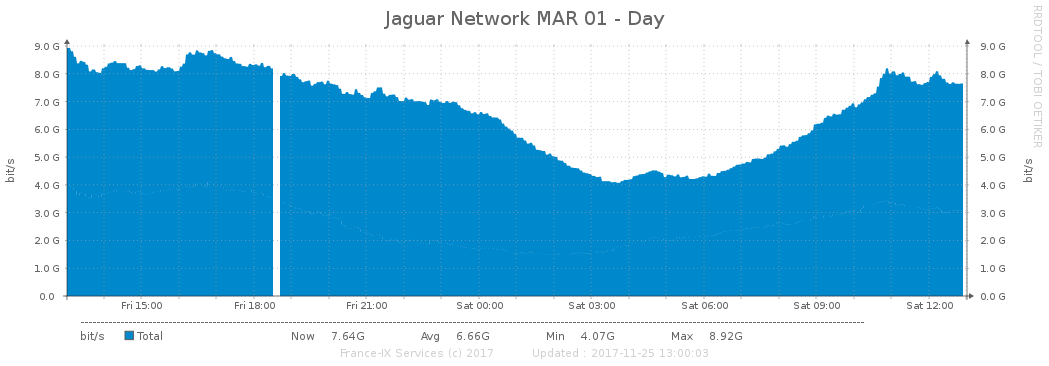 Jaguar Network MAR 01 - Day
RRDTOOL / TOBI OETIKER
bit/s
9.0 G
8.0 G
7.0 G
6.0 G
5.0 G
4.0 G
3.0 G
2.0 G
1.0 G
0.0
9.0 G
8.0 G
7.0 G
6.0 G
5.0 G
4.0 G
3.0 G
2.0 G
1.0 G
0.0 G
bit/s
Fri 15:00 Fri 18:00 Fri 21:00 Sat 00:00 Sat 03:00 Sat 06:00 Sat 09:00 Sat 12:00
bit/s Total Now 7.64G Avg 6.66G Min 4.07G Max 8.92G
France-IX Services (c) 2017 Updated : 2017-11-25 13:00:03